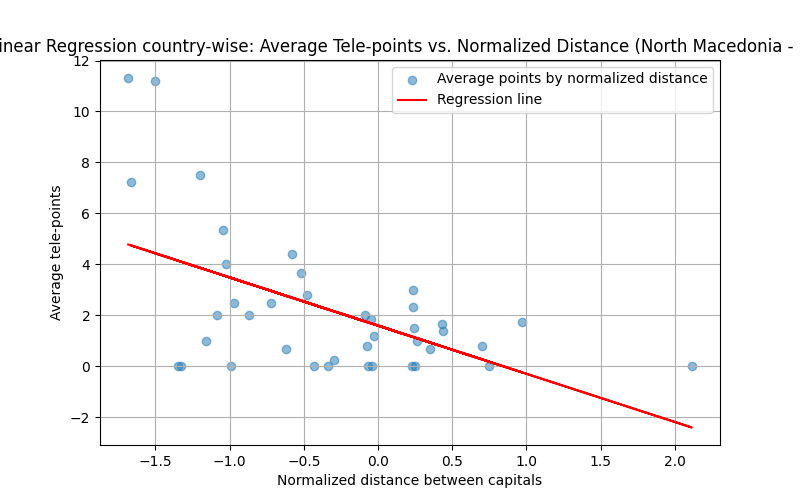 inear Regression country-wise: Average Tele-points vs. Normalized Distance (North Macedonia -
Average points by normalized distance
Regression line
12
10
8
6
4
2
0
−2
Average tele-points
−1.5 −1.0 −0.5 0.0 0.5 1.0 1.5 2.0
Normalized distance between capitals